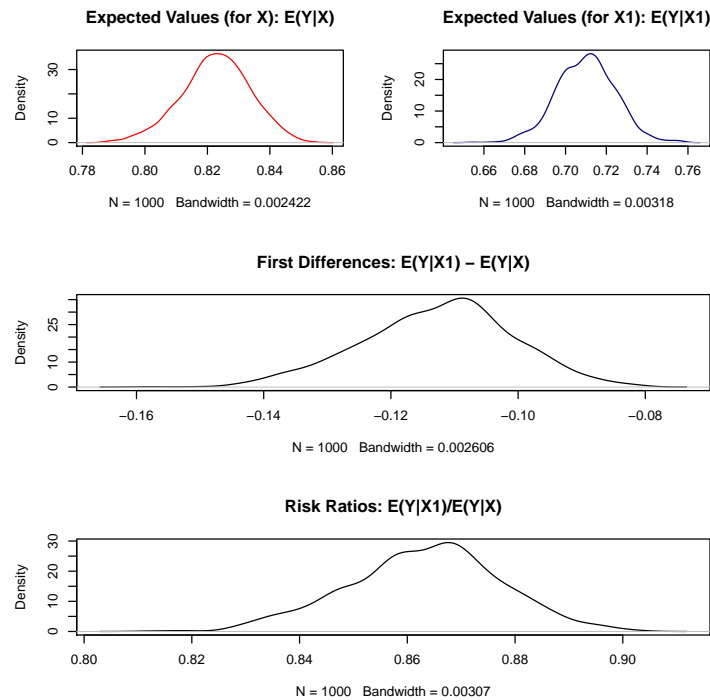 Expected Values (for X): E(Y|X)
Density
0 10 30
0.78 0.80 0.82 0.84 0.86
N = 1000 Bandwidth = 0.002422
Expected Values (for X1): E(Y|X1)
Density
0 10 20
0.66 0.68 0.70 0.72 0.74 0.76
N = 1000 Bandwidth = 0.00318
First Differences: E(Y|X1) − E(Y|X)
Density
0 10 25
−0.16 −0.14 −0.12 −0.10 −0.08
N = 1000 Bandwidth = 0.002606
Risk Ratios: E(Y|X1)/E(Y|X)
Density
0 10 20 30
0.80 0.82 0.84 0.86 0.88 0.90
N = 1000 Bandwidth = 0.00307